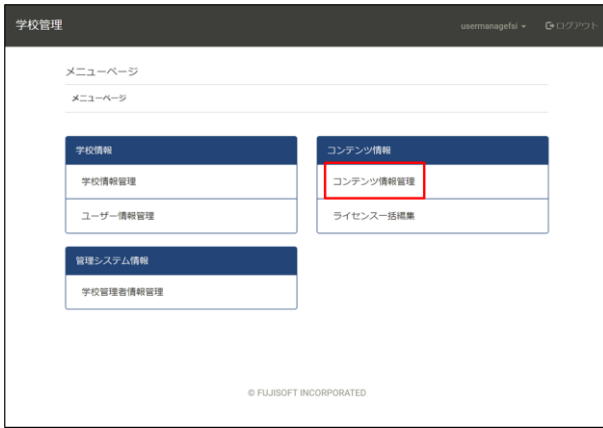 学校管理
usermanagefsi ログアウト
メニューページ
メニューページ
学校情報
学校情報管理
ユーザー情報管理
コンテンツ情報
コンテンツ情報管理
ライセンス一括編集
管理システム情報
学校管理者情報管理
© FUJISOFT INCORPORATED